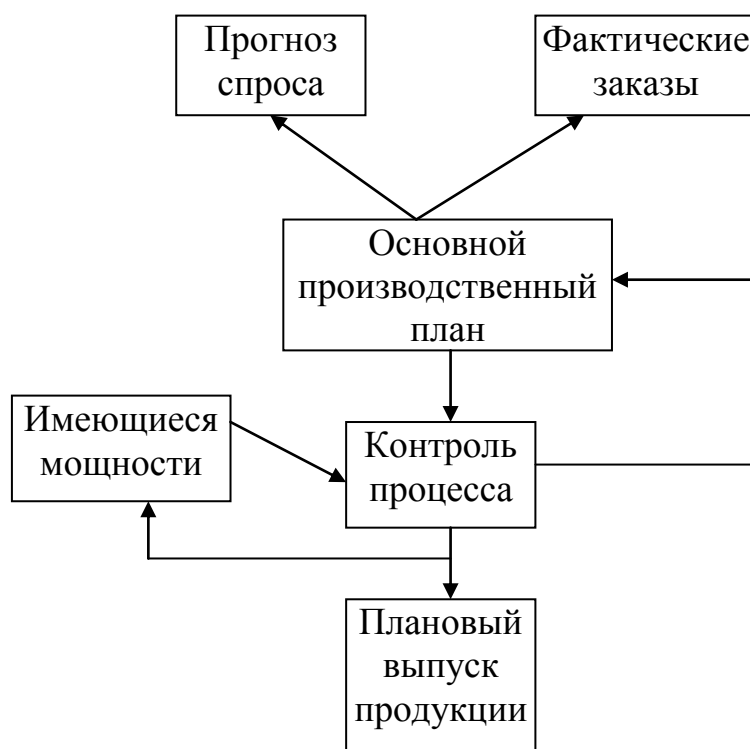 Прогноз
спроса
Фактические
заказы
Основной
производственный
план
Имеющиеся
мощности
Контроль
процесса
Плановый
выпуск
продукции